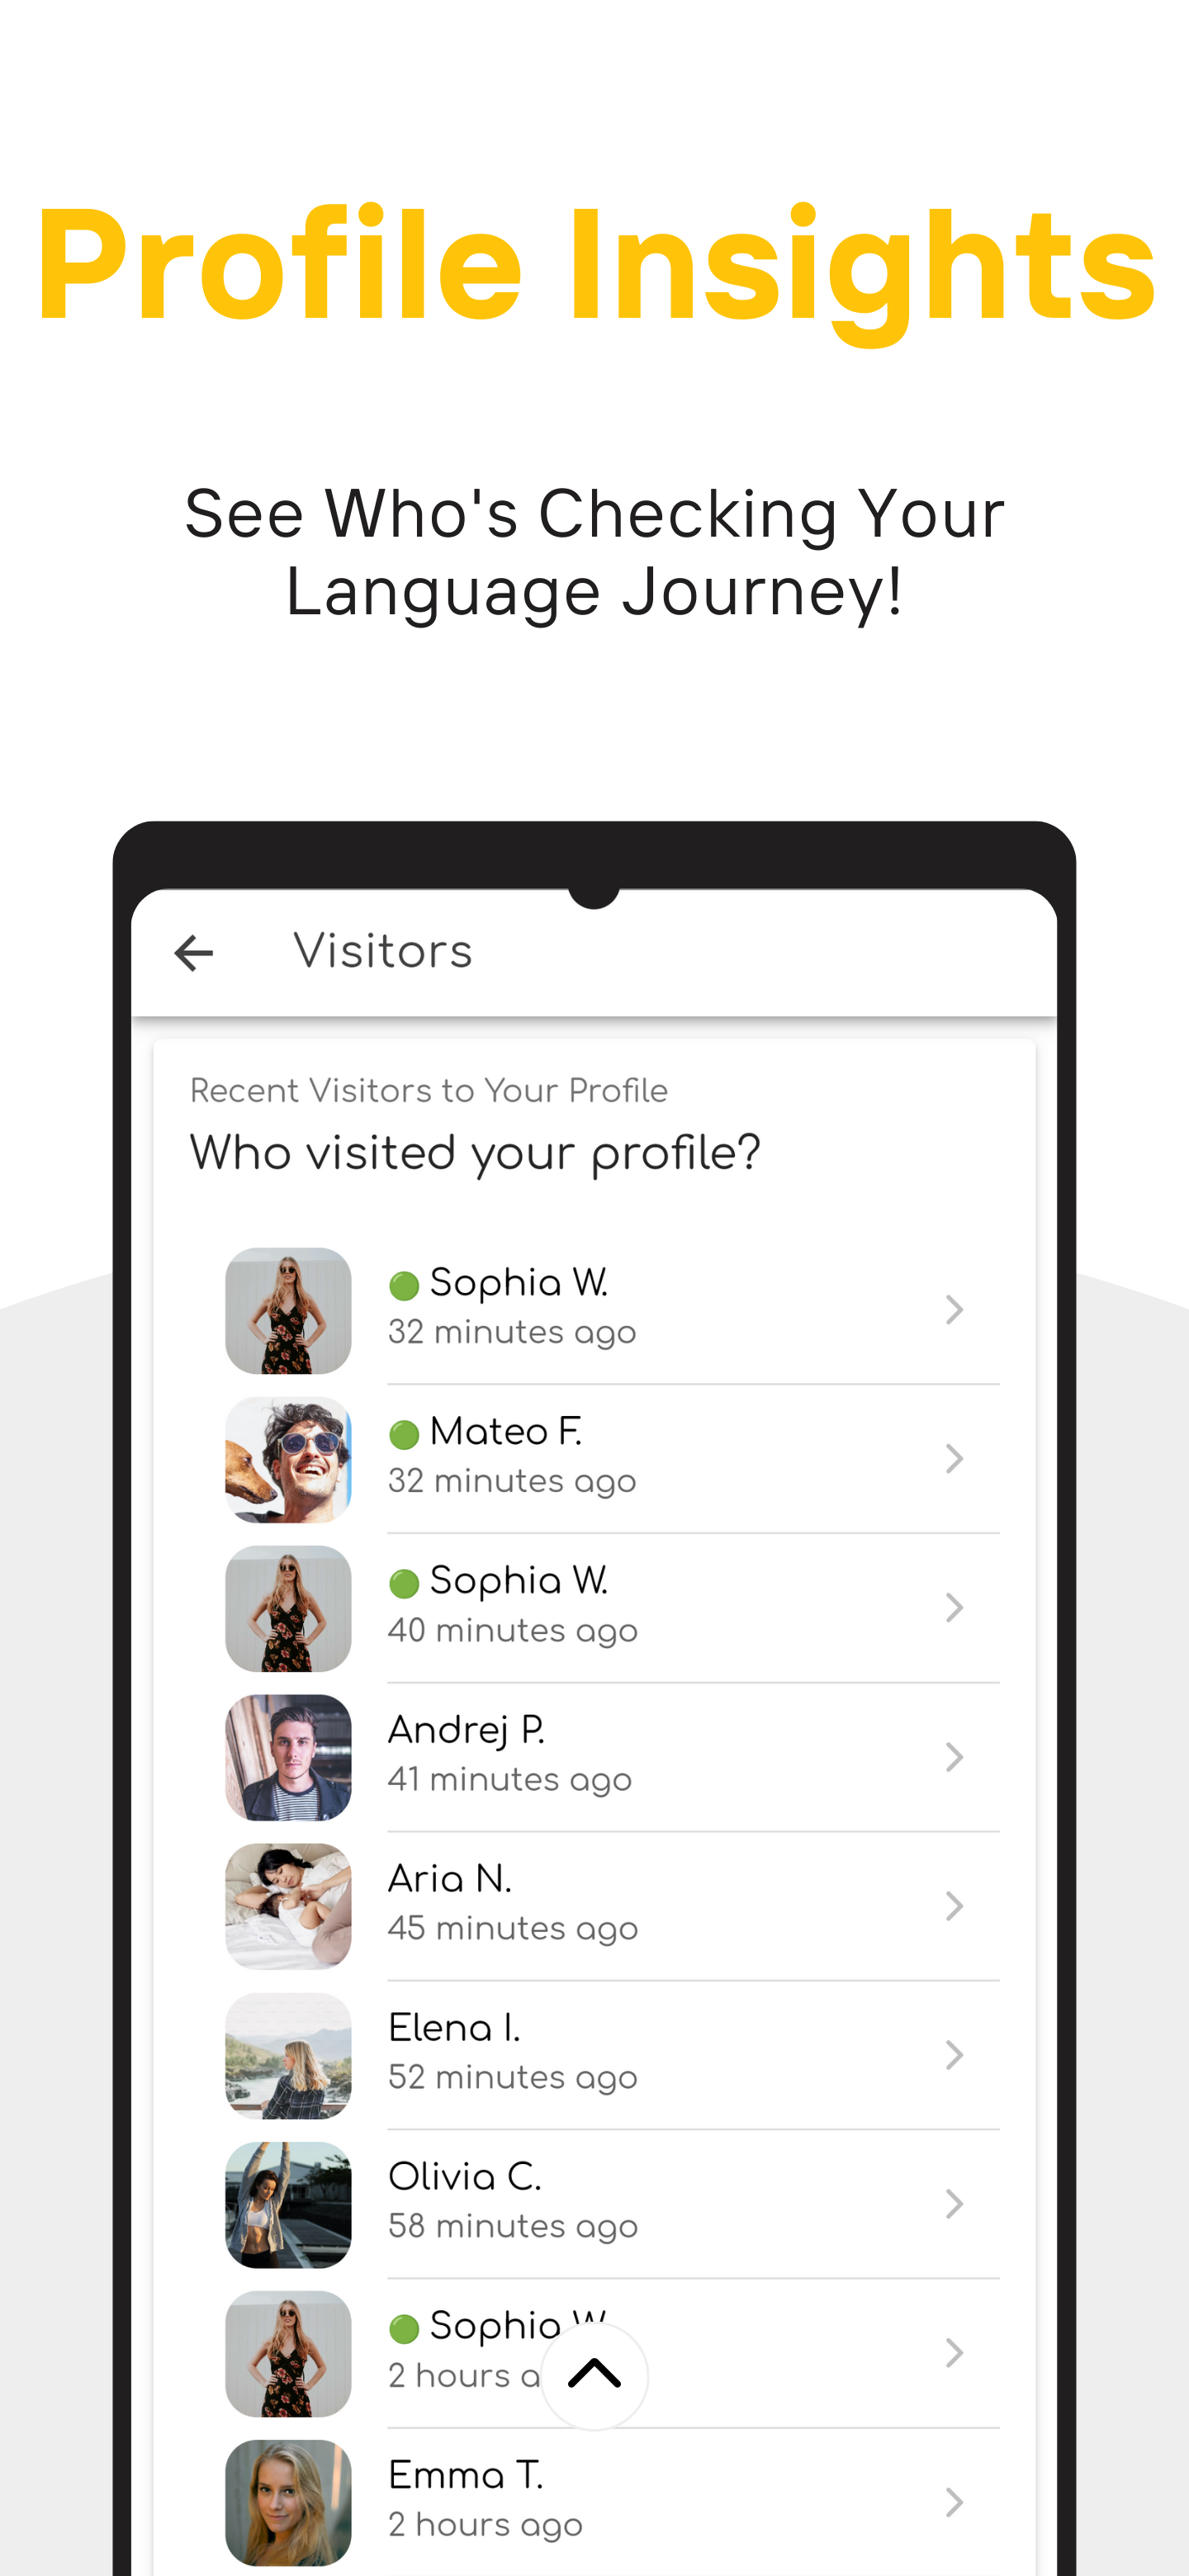 Profile Insights
See Who's Checking Your
Language Journey!
Visitors
Recent Visitors to Your Profile
Who visited your profile?
Sophia W.
32 minutes ago
Mateo F.
32 minutes ago
Sophia W.
40 minutes ago
Andrej P.
41 minutes ago
Aria N.
45 minutes ago
Elena I.
52 minutes ago
Olivia C.
58 minutes ago
Sophia W.
2 hours
Emma T.
2 hours ago